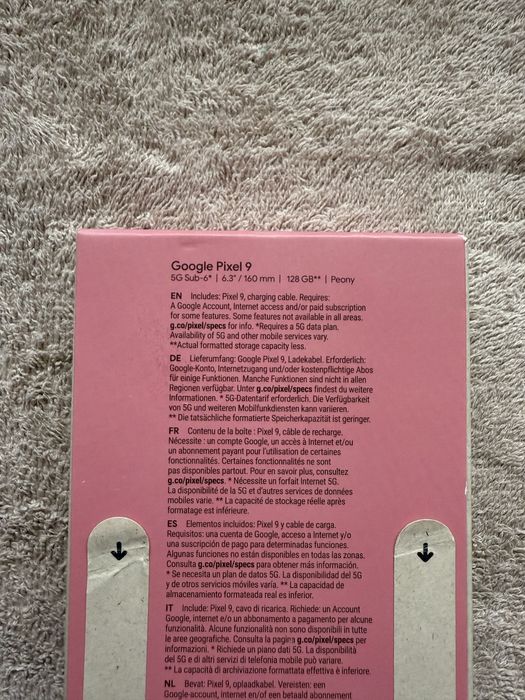 Google Pixel 9
5G Sub-6* | 6.3" / 160 mm | 128 GB** | Peony
EN Includes: Pixel 9, charging cable. Requires:
A Google Account, Internet access and/or paid subscription
for some features. Some features not available in all areas.
g.co/pixel/specs for info. *Requires a 5G data plan.
Availability of 5G and other mobile services vary.
**Actual formatted storage capacity less.
DE Lieferumfang: Google Pixel 9, Ladekabel. Erforderlich:
Google-Konto, Internetzugang und/oder kostenpflichtige Abos
für einige Funktionen. Manche Funktionen sind nicht in allen
Regionen verfügbar. Unter g.co/pixel/specs findest du weitere
Informationen. * 5G-Datentarif erforderlich. Die Verfügbarkeit
von 5G und weiteren Mobilfunkdiensten kann variieren.
** Die tatsächliche formatierte Speicherkapazität ist geringer.
FR Contenu de la boîte : Pixel 9, câble de recharge.
Nécessite : un compte Google, un accès à Internet et/ou
un abonnement payant pour l'utilisation de certaines
fonctionnalités. Certaines fonctionnalités ne sont
pas disponibles partout. Pour en savoir plus, consultez
g.co/pixel/specs. * Nécessite un forfait Internet 5G.
La disponibilité de la 5G et d'autres services de données
mobiles varie. ** La capacité de stockage réelle après
formatage est inférieure.
ES Elementos incluidos: Pixel 9 y cable de carga.
Requisitos: una cuenta de Google, acceso a Internet y/o
una suscripción de pago para determinadas funciones.
Algunas funciones no están disponibles en todas las zonas.
Consulta g.co/pixel/specs para obtener más información.
* Se necesita un plan de datos 5G. La disponibilidad del 5G
y de otros servicios móviles varía. ** La capacidad de
almacenamiento formateada real es inferior.
IT Include: Pixel 9, cavo di ricarica. Richiede: un Account
Google, internet e/o un abbonamento a pagamento per alcune
funzionalità. Alcune funzionalità non sono disponibili in tutte
le aree geografiche. Consulta la pagina g.co/pixel/specs per
informazioni. * Richiede un piano dati 5G. La disponibilità
del 5G e di altri servizi di telefonia mobile può variare.
** La capacità di archiviazione formattata effettiva è inferiore.
NL Bevat: Pixel 9, oplaadkabel. Vereisten: een
Google-account, internet en/of een betaald abonnement